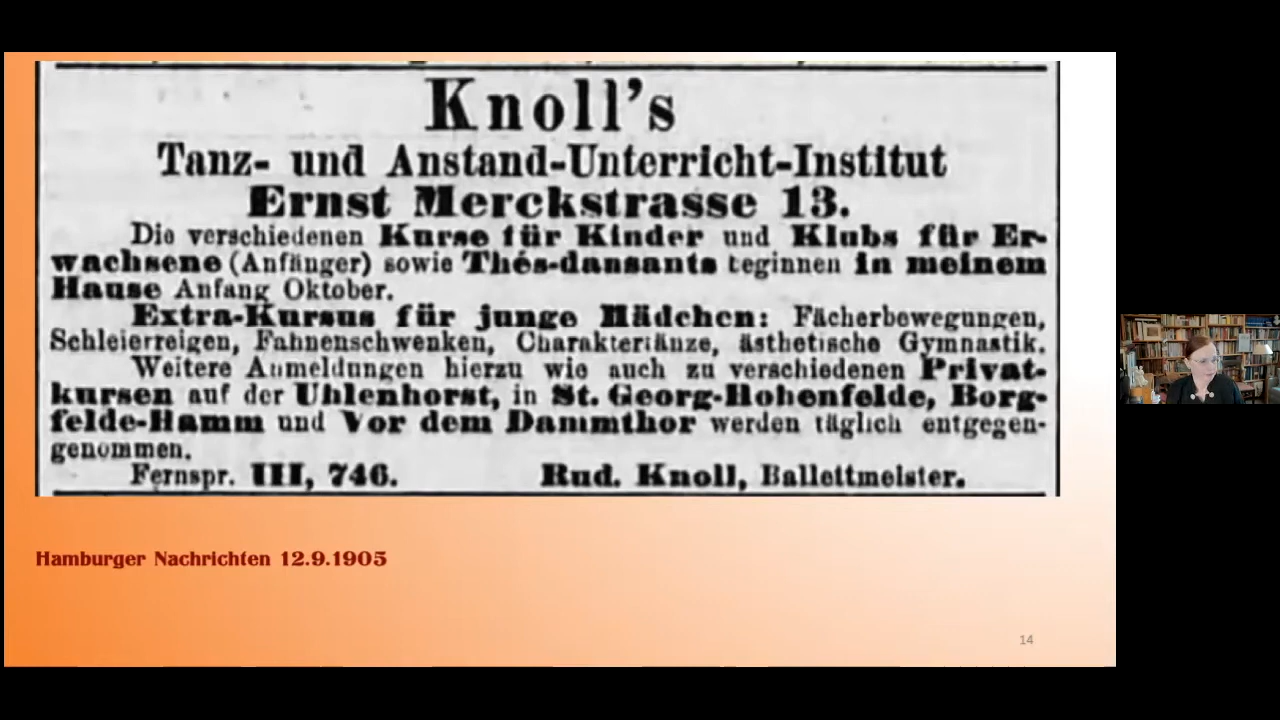 Knoll's
Tanz- und Anstand-Unterricht-Institut
Ernst Merckstrasse 13.
Die verschiedenen Kurse für Kinder und Klubs für Er-
wachsene (Anfänger) sowie Thés-dansants beginnen in meinem
Hause Anfang Oktober.
Extra-Kursus für junge Mädchen: Fächerbewegungen,
Schleierreigen, Fahnenschwenken, Charaktertänze, ästhetische Gymnastik.
Weitere Anmeldungen hierzu wie auch zu verschiedenen Privat-
kursen auf der Uhlenhorst, in St. Georg-Hohenfelde, Borg-
felde-Hamm und Vor dem Dammthor werden täglich entgegen-
genommen.
Fernspr. III, 746. Rud. Knoll, Ballettmeister.
Hamburger Nachrichten 12.9.1905
14